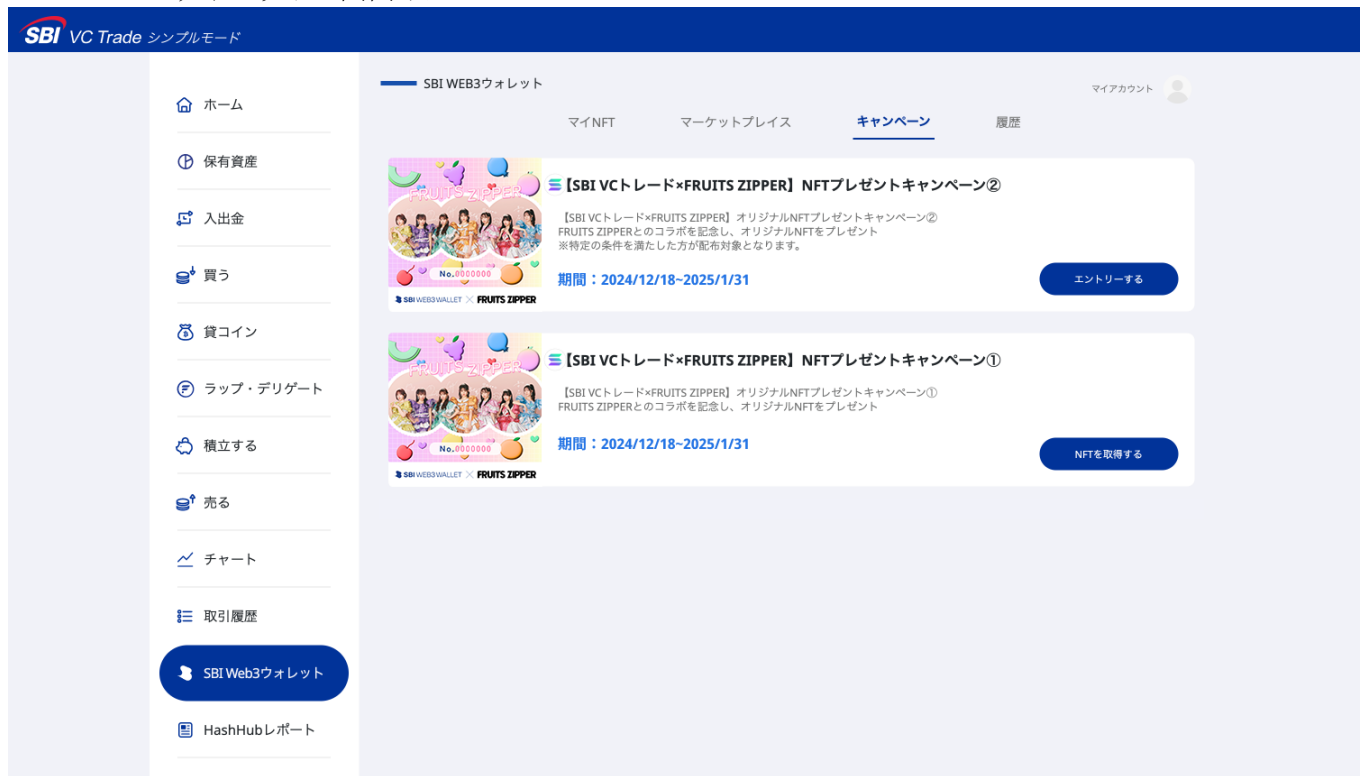 SBI VC Trade シンプルモード
ホーム
保有資産
入出金
買う
貸コイン
ラップ・デリゲート
積立する
売る
チャート
取引履歴
SBI Web3ウォレット
HashHubレポート
SBI WEB3ウォレット
マイアカウント
マイNFT
マーケットプレイス
キャンペーン
履歴
FRUITS ZIPPER
No.0000000
SBI WEB3WALLET × FRUITS ZIPPER
【SBI VCトレード×FRUITS ZIPPER】NFTプレゼントキャンペーン②
【SBI VCトレード×FRUITS ZIPPER】オリジナルNFTプレゼントキャンペーン②
FRUITS ZIPPERとのコラボを記念し、オリジナルNFTをプレゼント
※特定の条件を満たした方が配布対象となります。
期間：2024/12/18~2025/1/31
エントリーする
FRUITS ZIPPER
No.0000000
SBI WEB3WALLET × FRUITS ZIPPER
【SBI VCトレード×FRUITS ZIPPER】NFTプレゼントキャンペーン①
【SBI VCトレード×FRUITS ZIPPER】オリジナルNFTプレゼントキャンペーン①
FRUITS ZIPPERとのコラボを記念し、オリジナルNFTをプレゼント
期間：2024/12/18~2025/1/31
NFTを取得する